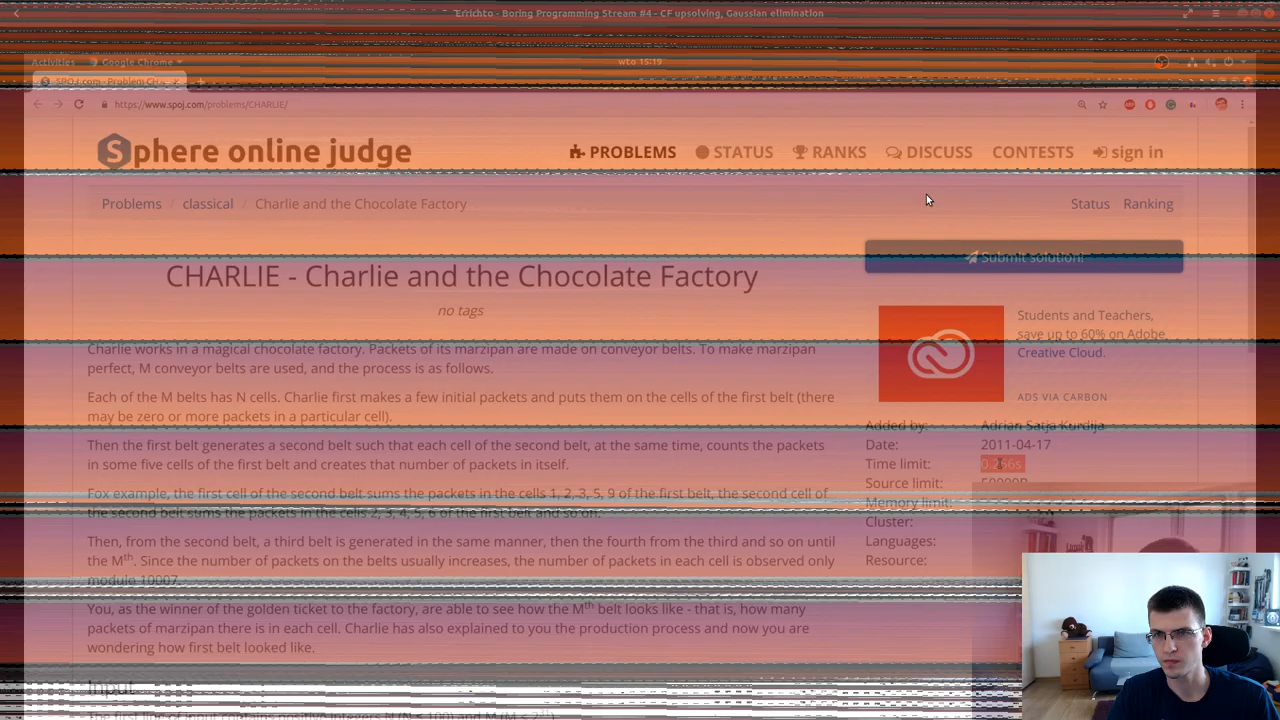 Errichto - Boring Programming Stream #4 - CF upsolving, Gaussian elimination
Activities Google Chrome wto 15:19
SPOJ.com - Problem CHA
https://www.spoj.com/problems/CHARLIE/
Sphere online judge PROBLEMS STATUS RANKS DISCUSS CONTESTS sign in
Problems / classical / Charlie and the Chocolate Factory Status Ranking
Submit solution!
CHARLIE - Charlie and the Chocolate Factory
no tags
Students and Teachers,
save up to 60% on Adobe
Creative Cloud.
ADS VIA CARBON
Charlie works in a magical chocolate factory. Packets of its marzipan are made on conveyor belts. To make marzipan
perfect, M conveyor belts are used, and the process is as follows.
Each of the M belts has N cells. Charlie first makes a few initial packets and puts them on the cells of the first belt (there
may be zero or more packets in a particular cell).
Then the first belt generates a second belt such that each cell of the second belt, at the same time, counts the packets
in some five cells of the first belt and creates that number of packets in itself.
Fox example, the first cell of the second belt sums the packets in the cells 1, 2, 3, 5, 9 of the first belt, the second cell of
the second belt sums the packets in the cells 2, 3, 4, 5, 6 of the first belt and so on.
Then, from the second belt, a third belt is generated in the same manner, then the fourth from the third and so on until
the Mth. Since the number of packets on the belts usually increases, the number of packets in each cell is observed only
modulo 10007.
You, as the winner of the golden ticket to the factory, are able to see how the Mth belt looks like - that is, how many
packets of marzipan there is in each cell. Charlie has also explained to you the production process and now you are
wondering how first belt looked like.
Input
Added by: Adrian Satja Kurdija
Date: 2011-04-17
Time limit:
Source limit: 50000B
Memory limit:
Cluster:
Languages:
Resource: